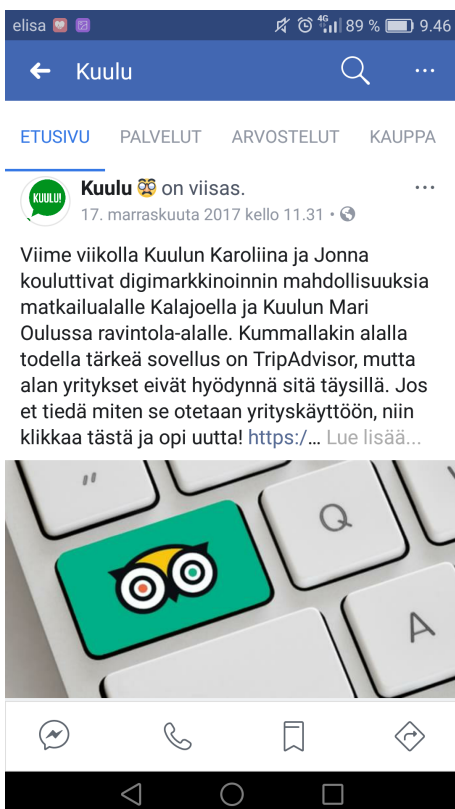 elisa 4G 89 % 9.46
Kuulu
ETUSIVU PALVELUT ARVOSTELUT KAUPPA
KUULU!
Kuulu on viisas.
17. marraskuuta 2017 kello 11.31 •
Viime viikolla Kuulun Karoliina ja Jonna
kouluttivat digimarkkinoinnin mahdollisuuksia
matkailualalle Kalajoella ja Kuulun Mari
Oulussa ravintola-alalle. Kummallakin alalla
todella tärkeä sovellus on TripAdvisor, mutta
alan yritykset eivät hyödynnä sitä täysillä. Jos
et tiedä miten se otetaan yrityskäyttöön, niin
klikkaa tästä ja opi uutta! https:/… Lue lisää...
"
Q
A